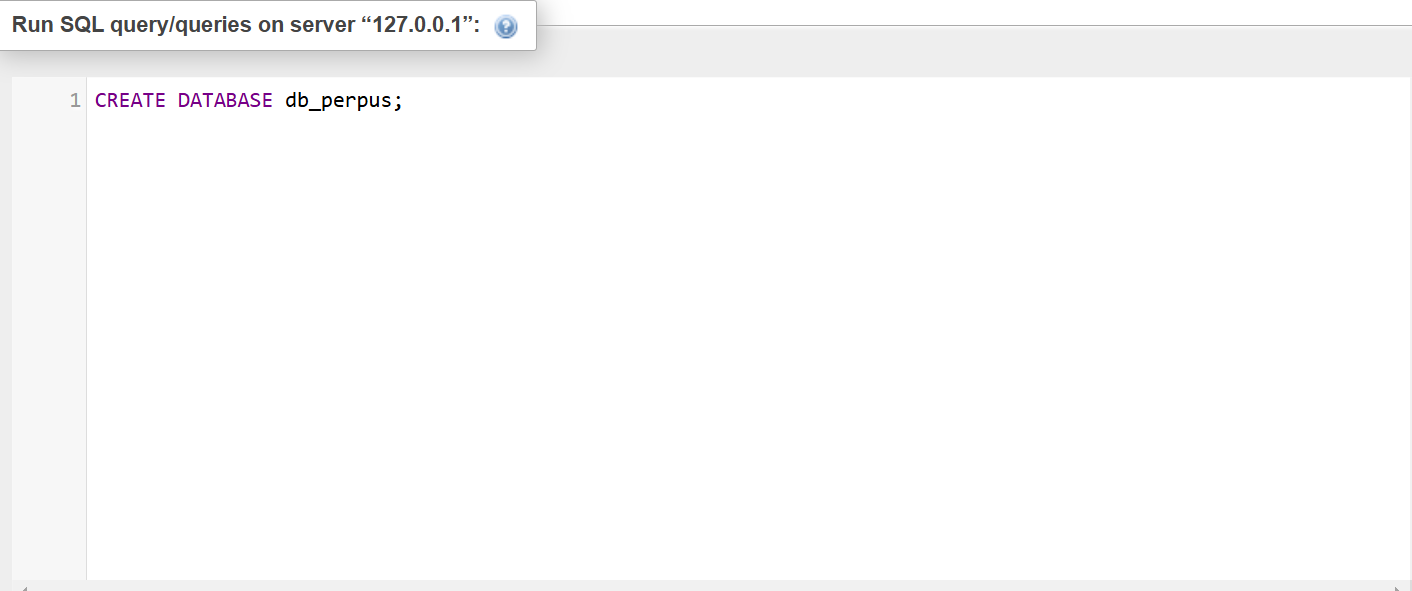 Run SQL query/queries on server “127.0.0.1”:
1 CREATE DATABASE db_perpus;